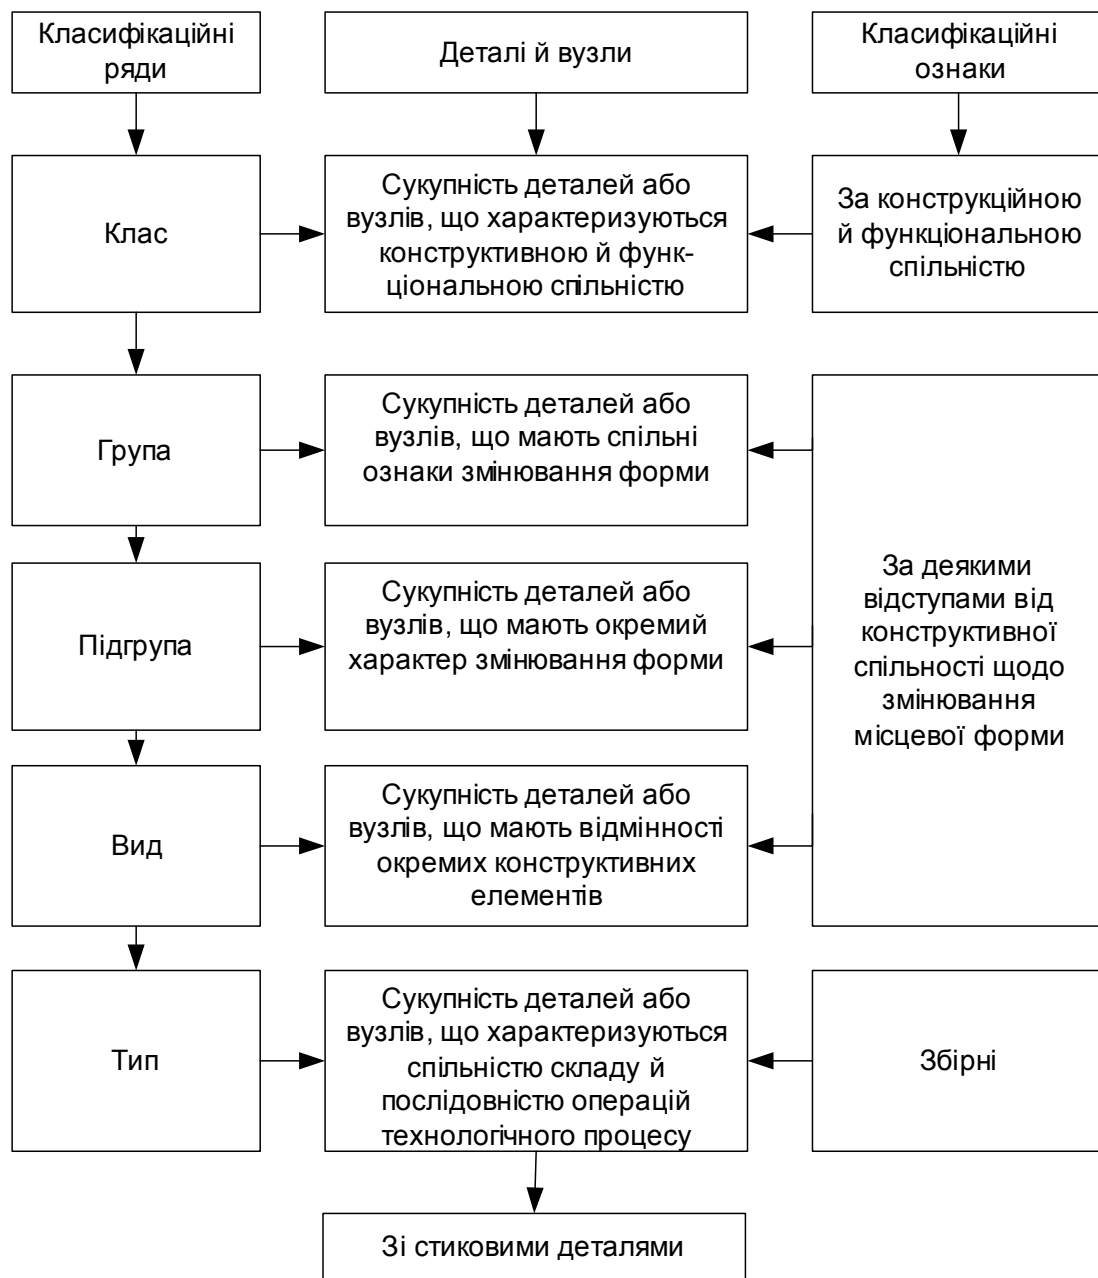 Класифікаційні
ряди
Деталі й вузли
Класифікаційні
ознаки
Клас
Сукупність деталей або
вузлів, що характеризуються
конструктивною й функ-
ціональною спільністю
За конструкційною
й функціональною
спільністю
Група
Сукупність деталей або
вузлів, що мають спільні
ознаки змінювання форми
За деякими
відступами від
конструктивної
спільності щодо
змінювання
місцевої форми
Підгрупа
Сукупність деталей або
вузлів, що мають окремий
характер змінювання форми
Вид
Сукупність деталей або
вузлів, що мають відмінності
окремих конструктивних
елементів
Тип
Сукупність деталей або
вузлів, що характеризуються
спільністю складу й
послідовністю операцій
технологічного процесу
Збірні
Зі стиковими деталями